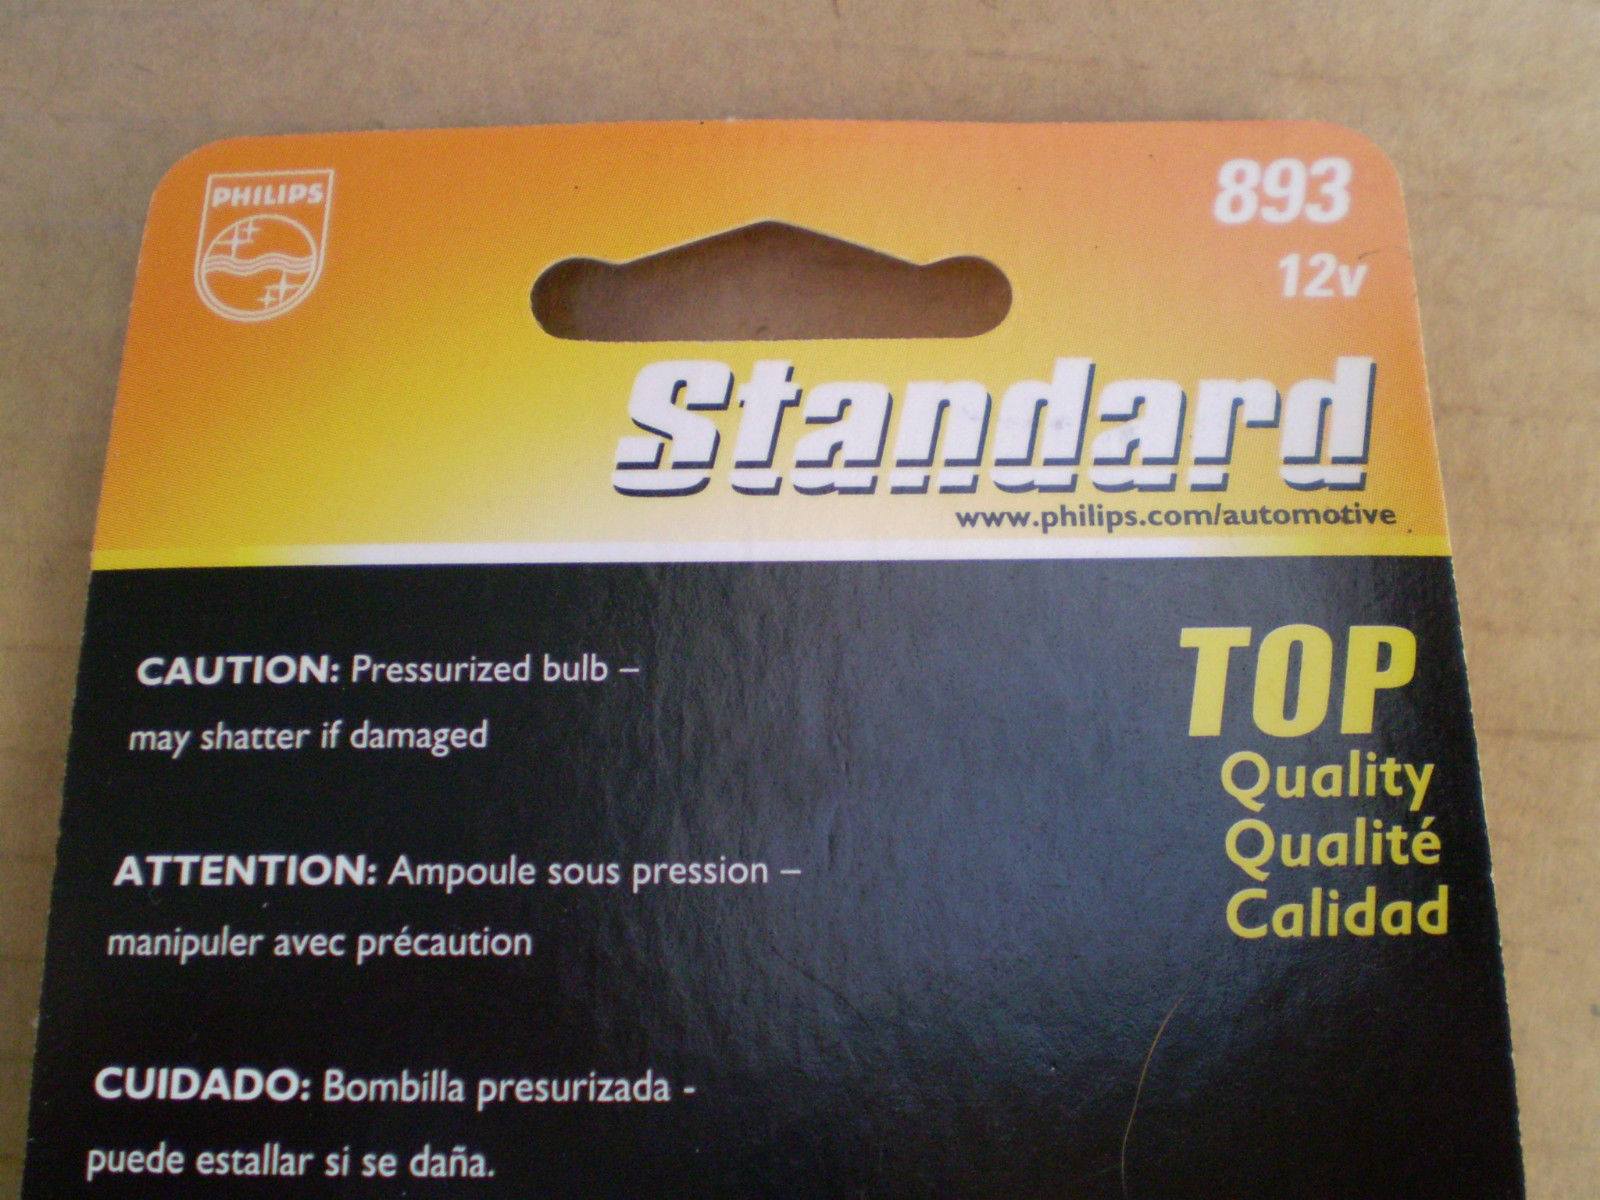 PHILIPS
893
12v
Standard
www.philips.com/automotive
CAUTION: Pressurized bulb –
may shatter if damaged
ATTENTION: Ampoule sous pression –
manipuler avec précaution
CUIDADO: Bombilla presurizada -
puede estallar si se daña.
TOP
Quality
Qualité
Calidad